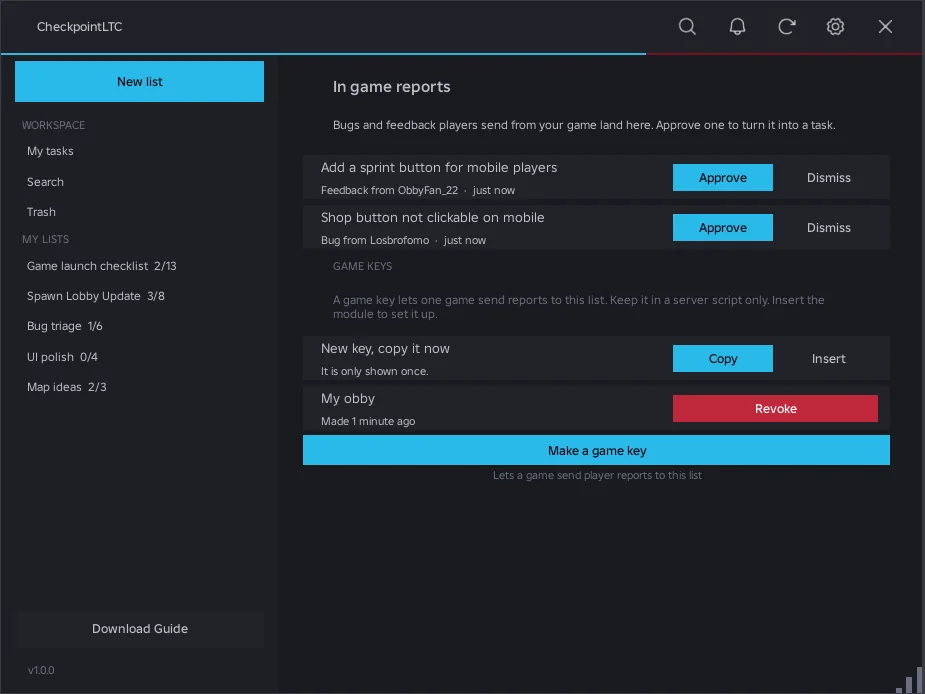 CheckpointLTC
New list
WORKSPACE
My tasks
Search
Trash
MY LISTS
Game launch checklist 2/13
Spawn Lobby Update 3/8
Bug triage 1/6
UI polish 0/4
Map ideas 2/3
Download Guide
v1.0.0
In game reports
Bugs and feedback players send from your game land here. Approve one to turn it into a task.
Add a sprint button for mobile players
Feedback from ObbyFan_22 · just now
Approve
Dismiss
Shop button not clickable on mobile
Bug from Losbrofomo · just now
Approve
Dismiss
GAME KEYS
A game key lets one game send reports to this list. Keep it in a server script only. Insert the
module to set it up.
New key, copy it now
It is only shown once.
Copy
Insert
My obby
Made 1 minute ago
Revoke
Make a game key
Lets a game send player reports to this list